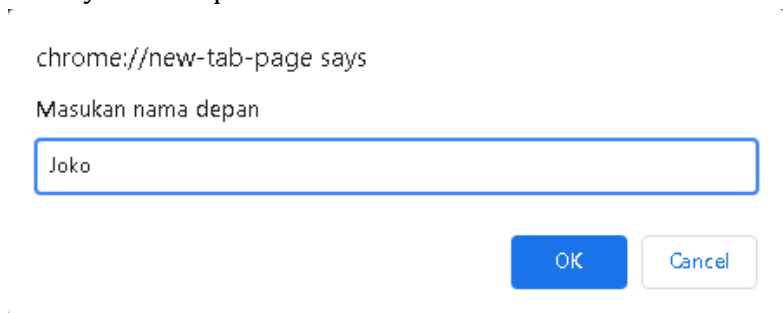 chrome://new-tab-page says
Masukan nama depan
Joko
OK
Cancel